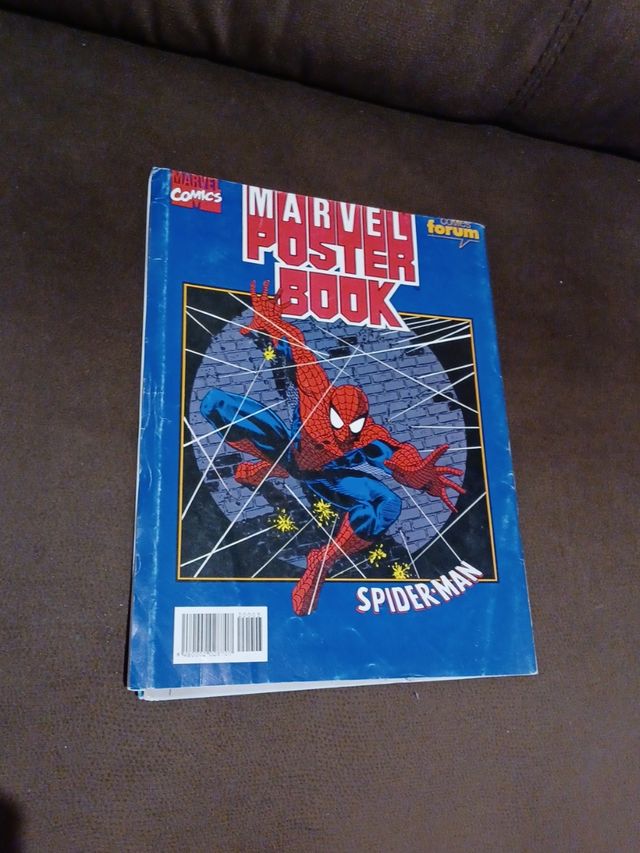 MARVEL
COMICS
MARVEL
POSTER
BOOK
COMICS
forum
SPIDER-MAN